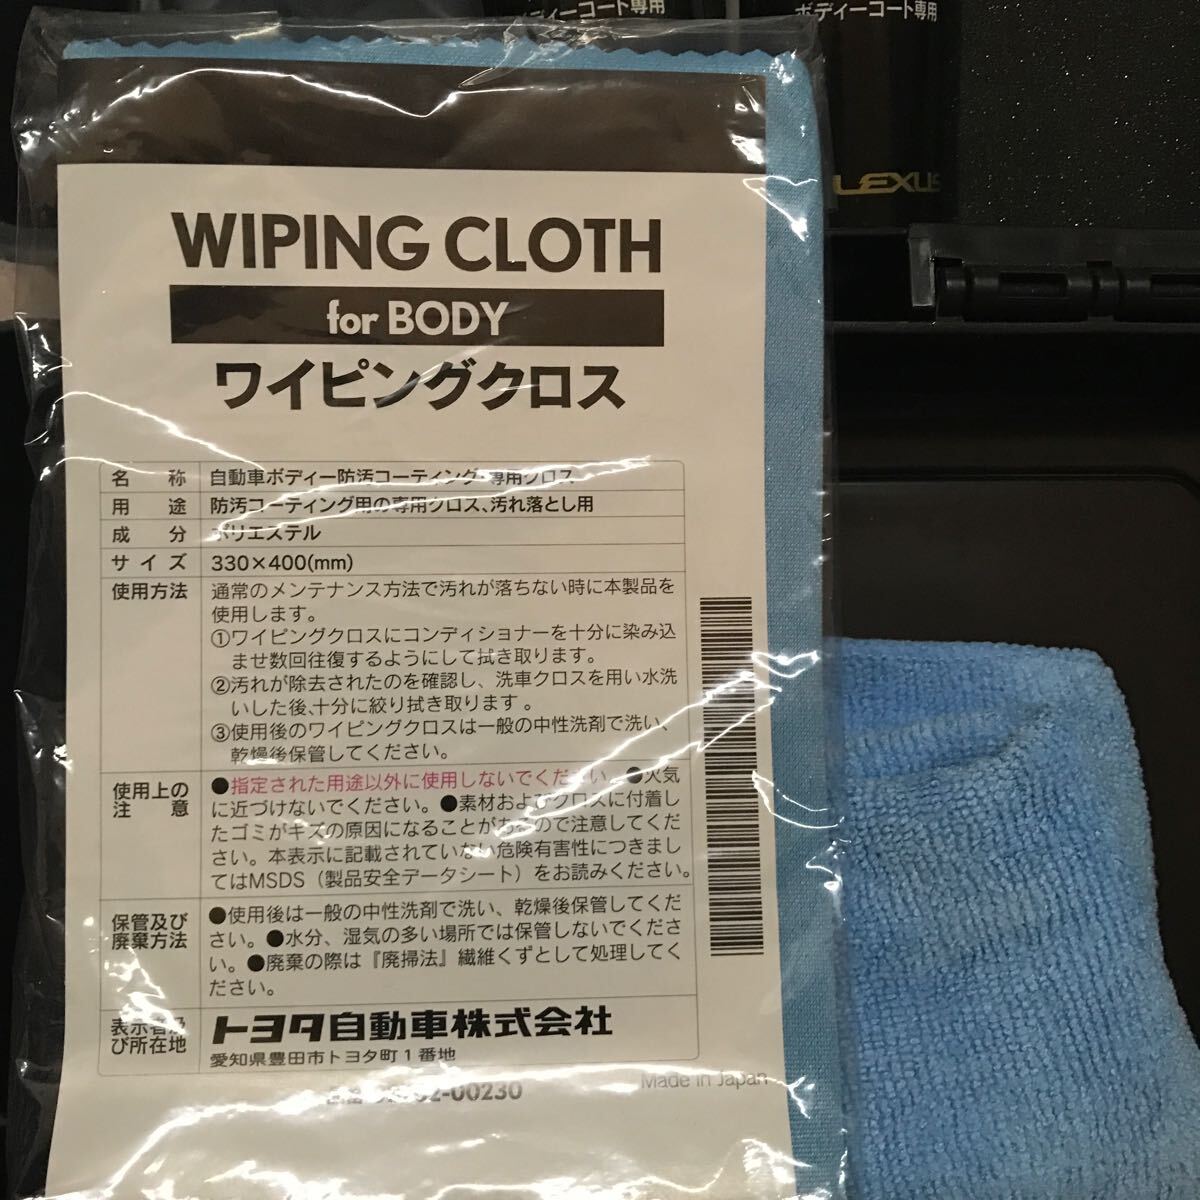 ボディーコート専用
ボディーコート専用
LEXUS
WIPING CLOTH
for BODY
ワイピングクロス
名称 自動車ボディー防汚コーティング・専用クロス
用途 防汚コーティング用の専用クロス、汚れ落とし用
成分 ポリエステル
サイズ 330×400(mm)
使用方法 通常のメンテナンス方法で汚れが落ちない時に本製品を
使用します。
①ワイピングクロスにコンディショナーを十分に染み込
ませ数回往復するようにして拭き取ります。
②汚れが除去されたのを確認し、洗車クロスを用い水洗
いした後、十分に絞り拭き取ります。
③使用後のワイピングクロスは一般の中性洗剤で洗い、
乾燥後保管してください。
使用上の
注意
●指定された用途以外に使用しないでください。●火気
に近づけないでください。●素材およびクロスに付着し
たゴミがキズの原因になることがあるので注意してくだ
さい。本表示に記載されていない危険有害性につきまし
てはMSDS（製品安全データシート）をお読みください。
保管及び
廃棄方法
●使用後は一般の中性洗剤で洗い、乾燥後保管してくだ
さい。●水分、湿気の多い場所では保管しないでくださ
い。●廃棄の際は『廃掃法』繊維くずとして処理してく
ださい。
表示者及
び所在地
トヨタ自動車株式会社
愛知県豊田市トヨタ町1番地
02-00230
Made in Japan